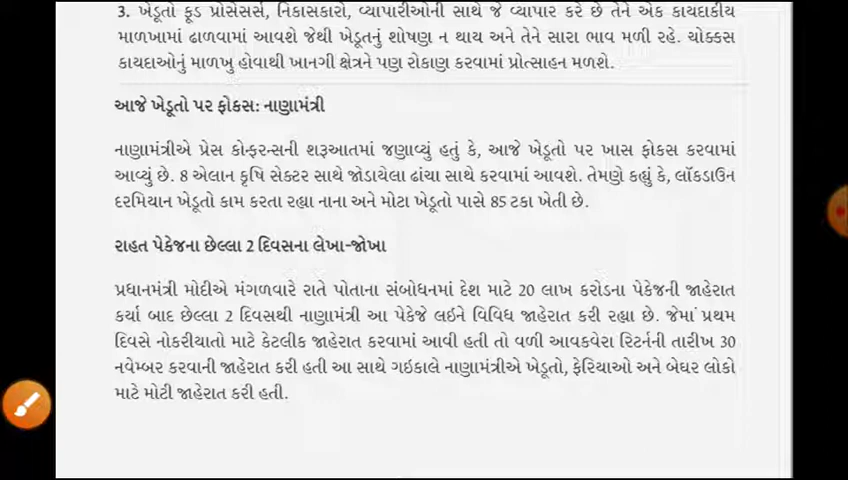 3. ખેડૂતો ફૂડ પ્રોસેસર્સ, નિકાસકારો, વ્યાપારીઓની સાથે જે વ્યાપાર કરે છે તેને એક કાયદાકીય
માળખામાં ઢાળવામાં આવશે જેથી ખેડૂતનું શોષણ ન થાય અને તેને સારા ભાવ મળી રહે. ચોક્કસ
કાયદાઓનું માળખુ હોવાથી ખાનગી ક્ષેત્રને પણ રોકાણ કરવામાં પ્રોત્સાહન મળશે.
આજે ખેડૂતો પર ફોકસ: નાણામંત્રી
નાણામંત્રીએ પ્રેસ કોન્ફરન્સની શરૂઆતમાં જણાવ્યું હતું કે, આજે ખેડૂતો પર ખાસ ફોકસ કરવામાં
આવ્યું છે. 8 એલાન કૃષિ સેક્ટર સાથે જોડાયેલા ઢાંચા સાથે કરવામાં આવશે. તેમણે કહ્યું કે, લૉકડાઉન
દરમિયાન ખેડૂતો કામ કરતા રહ્યા નાના અને મોટા ખેડૂતો પાસે 85 ટકા ખેતી છે.
રાહત પેકેજના છેલ્લા 2 દિવસના લેખા-જોખા
પ્રધાનમંત્રી મોદીએ મંગળવારે રાતે પોતાના સંબોધનમાં દેશ માટે 20 લાખ કરોડના પેકેજની જાહેરાત
કર્યા બાદ છેલ્લા 2 દિવસથી નાણામંત્રી આ પેકેજે લઇને વિવિધ જાહેરાત કરી રહ્યા છે. જેમાં પ્રથમ
દિવસે નોકરીયાતો માટે કેટલીક જાહેરાત કરવામાં આવી હતી તો વળી આવકવેરા રિટર્નની તારીખ 30
નવેમ્બર કરવાની જાહેરાત કરી હતી આ સાથે ગઇકાલે નાણામંત્રીએ ખેડૂતો, ફેરિયાઓ અને બેઘર લોકો
માટે મોટી જાહેરાત કરી હતી.